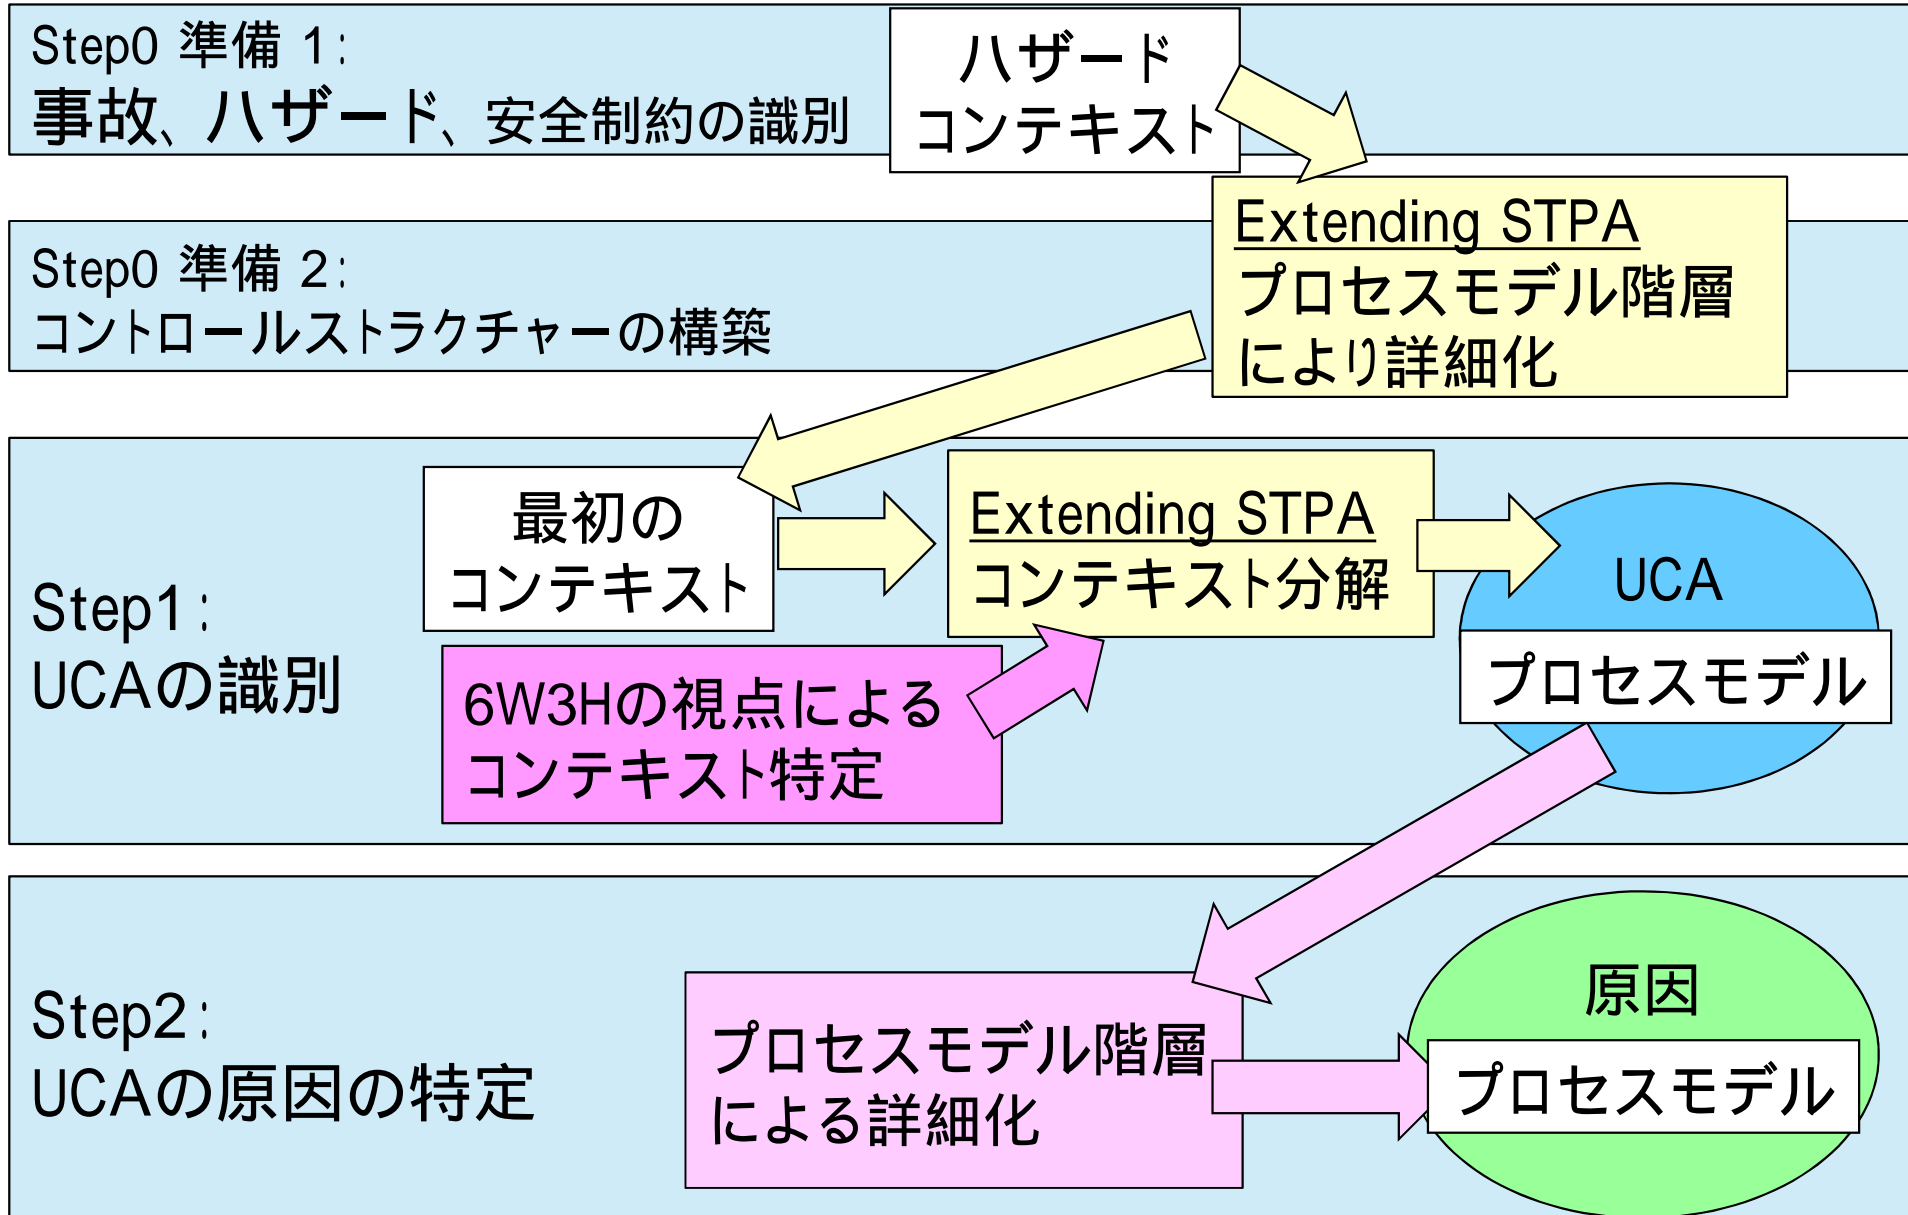 Step0 準備 1:
事故、ハザード、安全制約の識別
ハザード
コンテキスト
Extending STPA
プロセスモデル階層
により詳細化
Step0 準備 2:
コントロールストラクチャーの構築
最初の
コンテキスト
Extending STPA
コンテキスト分解
UCA
プロセスモデル
Step1:
UCAの識別
6W3Hの視点による
コンテキスト特定
Step2:
UCAの原因の特定
プロセスモデル階層
による詳細化
原因
プロセスモデル